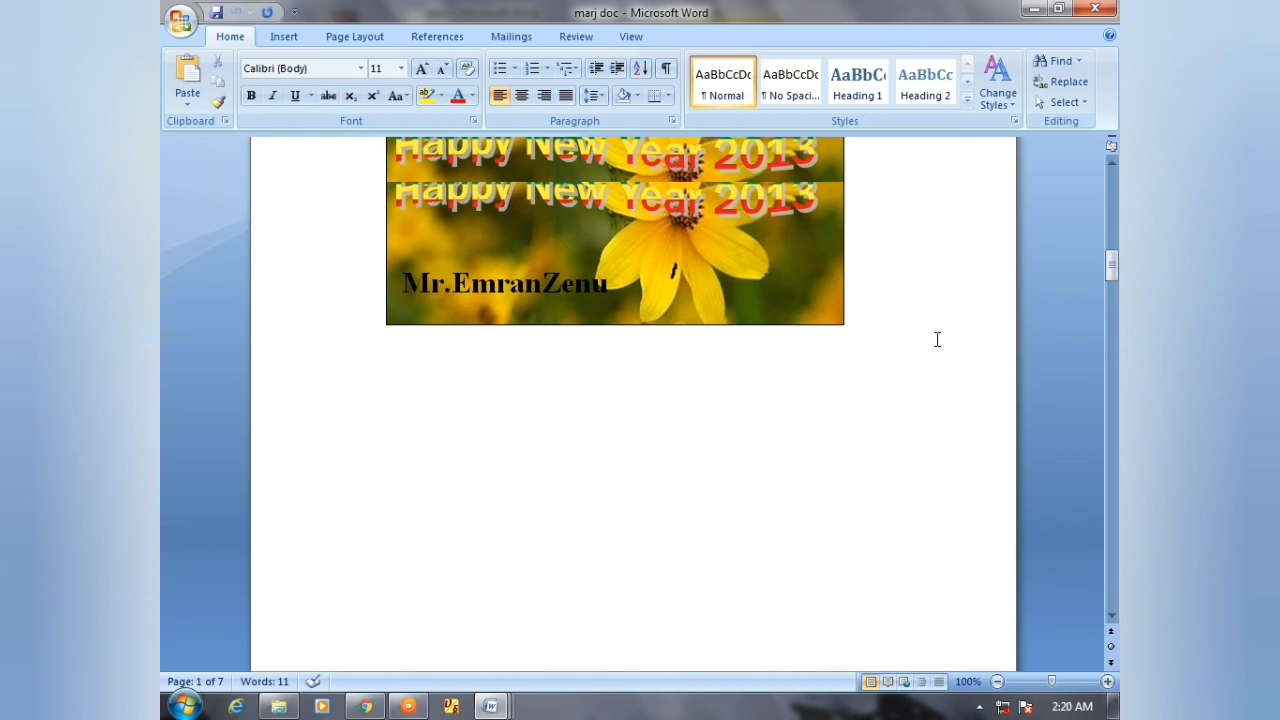 marj doc - Microsoft Word
Home Insert Page Layout References Mailings Review View
Paste
Calibri (Body) 11
AaBbCcDc AaBbCcDc AaBbC AaBbCc
¶ Normal ¶ No Spaci... Heading 1 Heading 2
Change
Styles
Find
Replace
Select
Clipboard Font Paragraph Styles Editing
Happy New Year 2013
Happy New Year 2013
Mr.EmranZenu
Page: 1 of 7 Words: 11 100%
2:20 AM